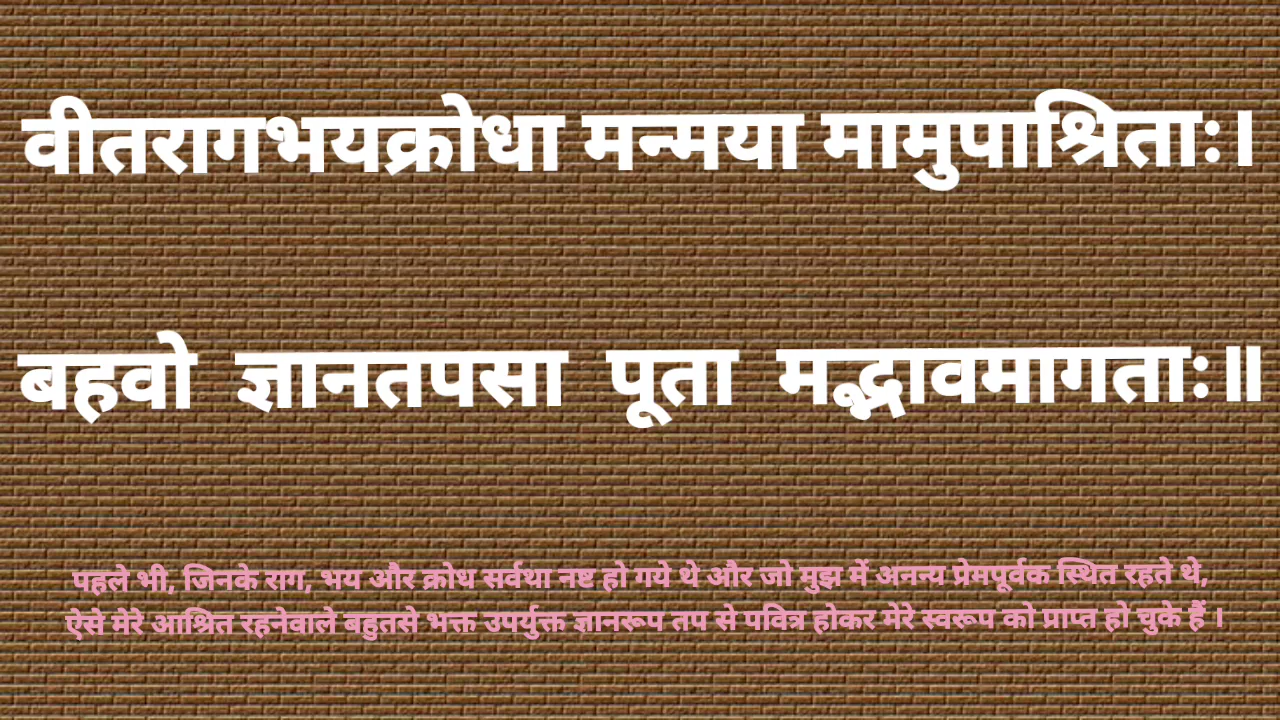 वीतरागभयक्रोधा मन्मया मामुपाश्रिताः।
बहवो ज्ञानतपसा पूता मद्भावमागताः॥
पहले भी, जिनके राग, भय और क्रोध सर्वथा नष्ट हो गये थे और जो मुझ में अनन्य प्रेमपूर्वक स्थित रहते थे,
ऐसे मेरे आश्रित रहनेवाले बहुतसे भक्त उपर्युक्त ज्ञानरूप तप से पवित्र होकर मेरे स्वरूप को प्राप्त हो चुके हैं ।